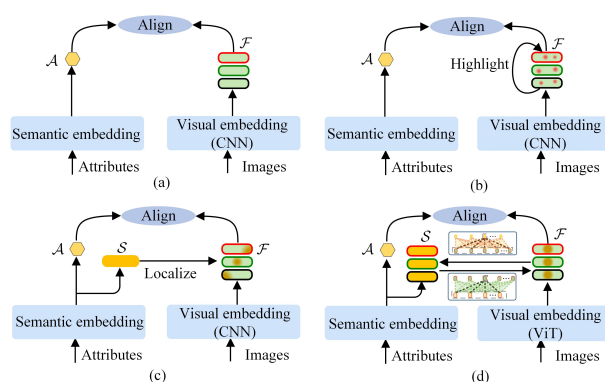 Align
𝒜
ℱ
Semantic embedding
Visual embedding
(CNN)
Attributes
Images
(a)
Align
𝒜
ℱ
Highlight
Semantic embedding
Visual embedding
(CNN)
Attributes
Images
(b)
Align
𝒜
𝒮
ℱ
Localize
Semantic embedding
Visual embedding
(CNN)
Attributes
Images
(c)
Align
𝒜
𝒮
ℱ
Semantic embedding
Visual embedding
(ViT)
Attributes
Images
(d)